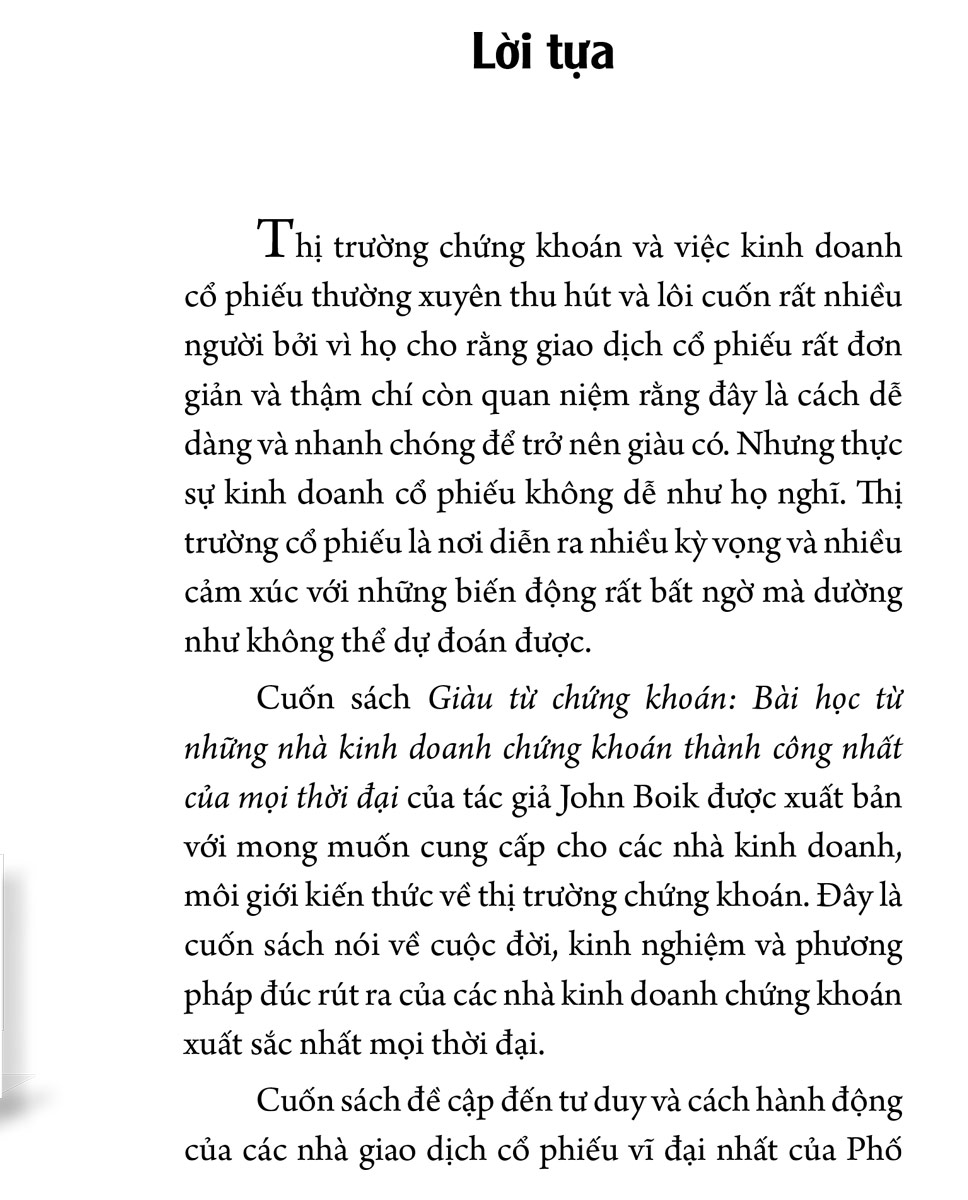 Lời tựa
Thị trường chứng khoán và việc kinh doanh
cổ phiếu thường xuyên thu hút và lôi cuốn rất nhiều
người bởi vì họ cho rằng giao dịch cổ phiếu rất đơn
giản và thậm chí còn quan niệm rằng đây là cách dễ
dàng và nhanh chóng để trở nên giàu có. Nhưng thực
sự kinh doanh cổ phiếu không dễ như họ nghĩ. Thị
trường cổ phiếu là nơi diễn ra nhiều kỳ vọng và nhiều
cảm xúc với những biến động rất bất ngờ mà dường
như không thể dự đoán được.
Cuốn sách Giàu từ chứng khoán: Bài học từ
những nhà kinh doanh chứng khoán thành công nhất
của mọi thời đại của tác giả John Boik được xuất bản
với mong muốn cung cấp cho các nhà kinh doanh,
môi giới kiến thức về thị trường chứng khoán. Đây là
cuốn sách nói về cuộc đời, kinh nghiệm và phương
pháp đúc rút ra của các nhà kinh doanh chứng khoán
xuất sắc nhất mọi thời đại.
Cuốn sách đề cập đến tư duy và cách hành động
của các nhà giao dịch cổ phiếu vĩ đại nhất của Phố